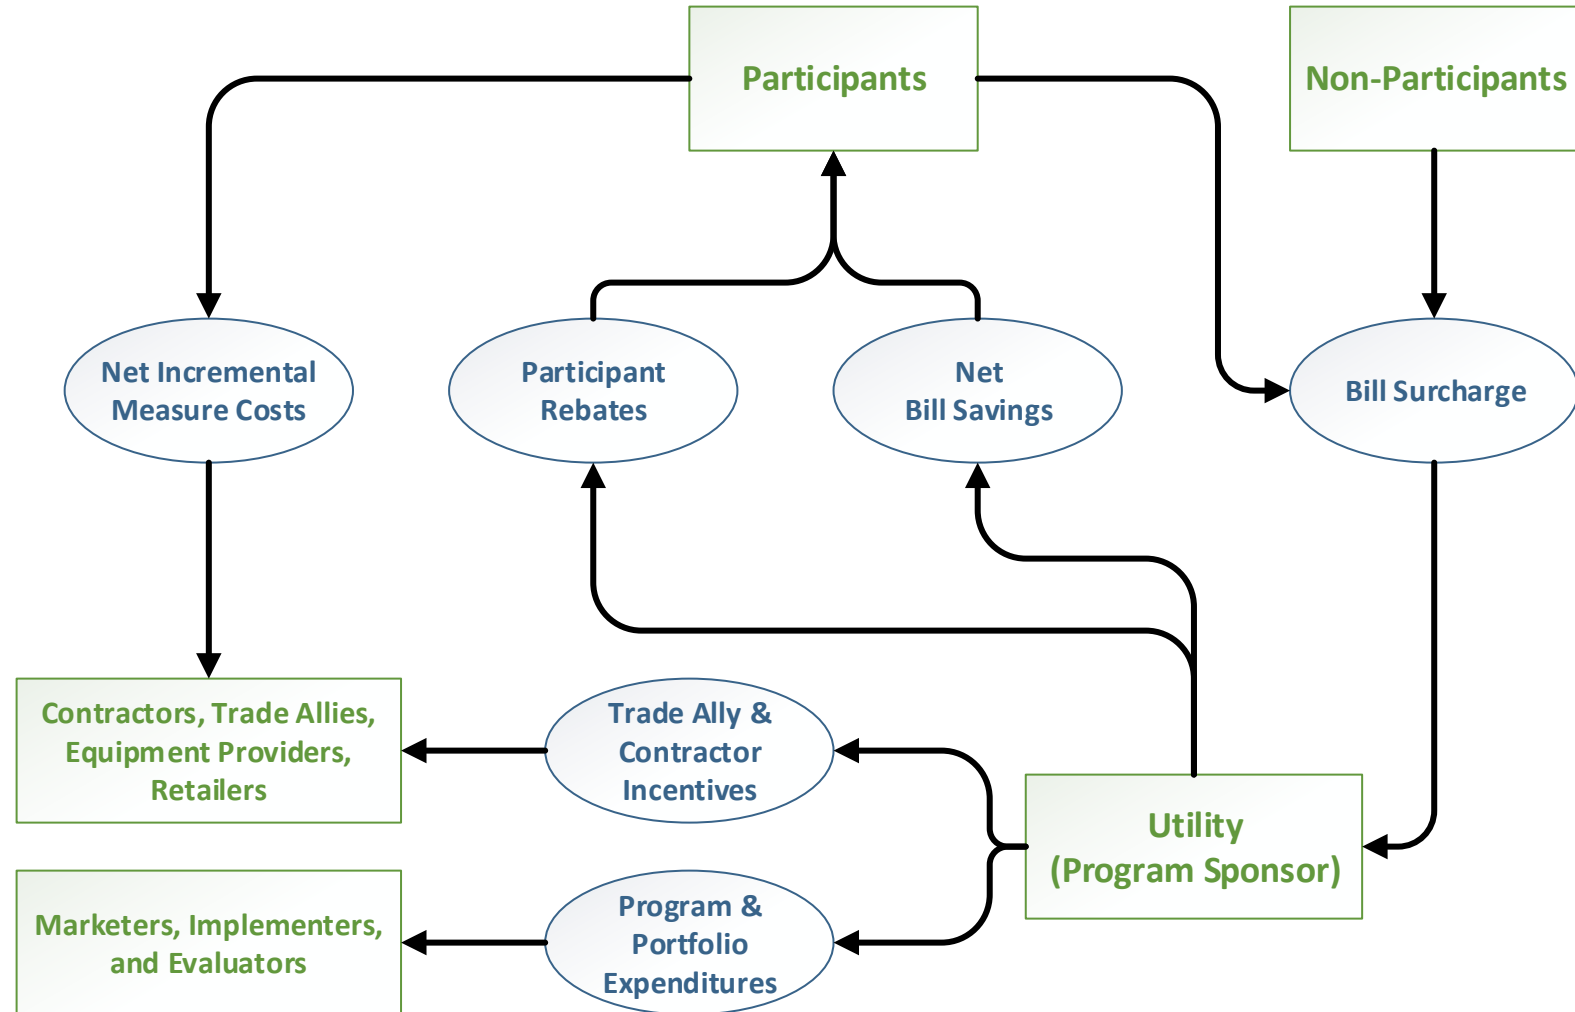 Participants
Non-Participants
Net Incremental
Measure Costs
Participant
Rebates
Net
Bill Savings
Bill Surcharge
Contractors, Trade Allies,
Equipment Providers,
Retailers
Trade Ally &
Contractor
Incentives
Utility
(Program Sponsor)
Marketers, Implementers,
and Evaluators
Program &
Portfolio
Expenditures